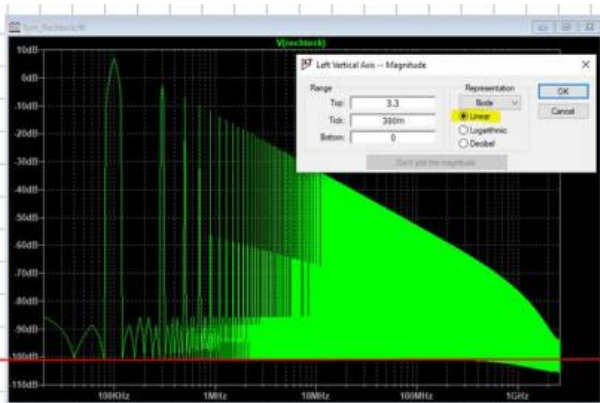 V(rechteck)
10dB
0dB
-10dB
-20dB
-30dB
-40dB
-50dB
-60dB
-70dB
-80dB
-90dB
-100dB
-110dB
100KHz 1MHz 10MHz 100MHz 1GHz
Left Vertical Axis -- Magnitude
Range
Top: 3.3
Tick: 300m
Bottom: 0
Representation
Bode
Linear
Logarithmic
Decibel
OK
Cancel
Don't plot the magnitude